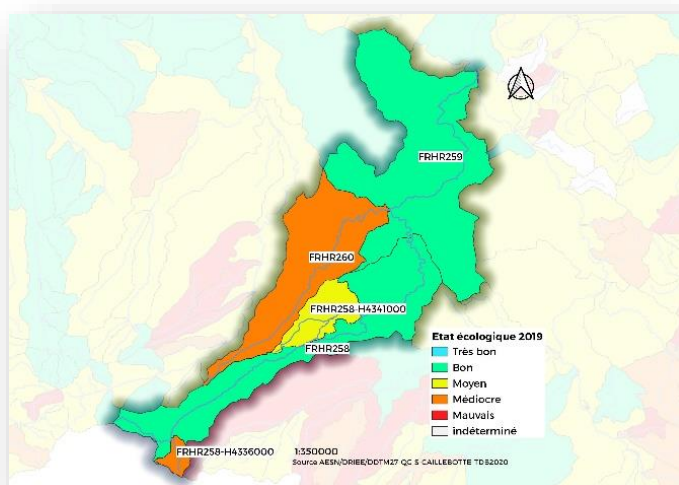 FRHR259
FRHR260
FRHR258-H4341000
FRHR258
Etat écologique 2019
Très bon
Bon
Moyen
Médiocre
Mauvais
indéterminé
FRHR258-H4336000
1:350000
Source AESN/DRIEE/DDTM27 QC S CAILLEBOTTE TDB2020